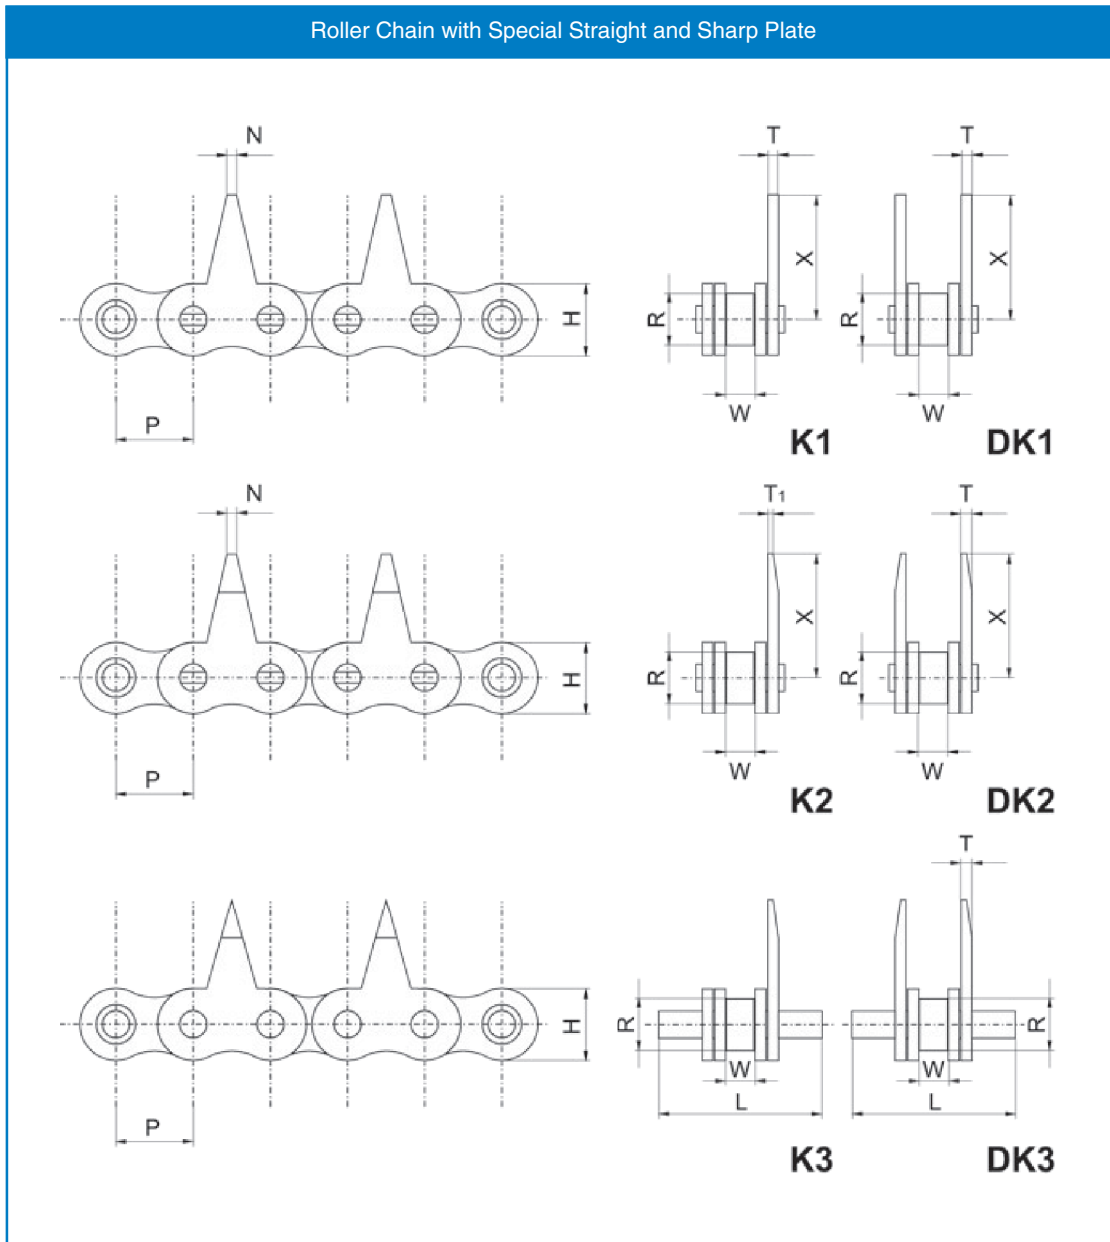 Roller Chain with Special Straight and Sharp Plate
N T T
X X
H R R
W W
P
K1 DK1
N T1 T
X X
H R R
W W
P
K2 DK2
T
H R R
W W
L L
P
K3 DK3